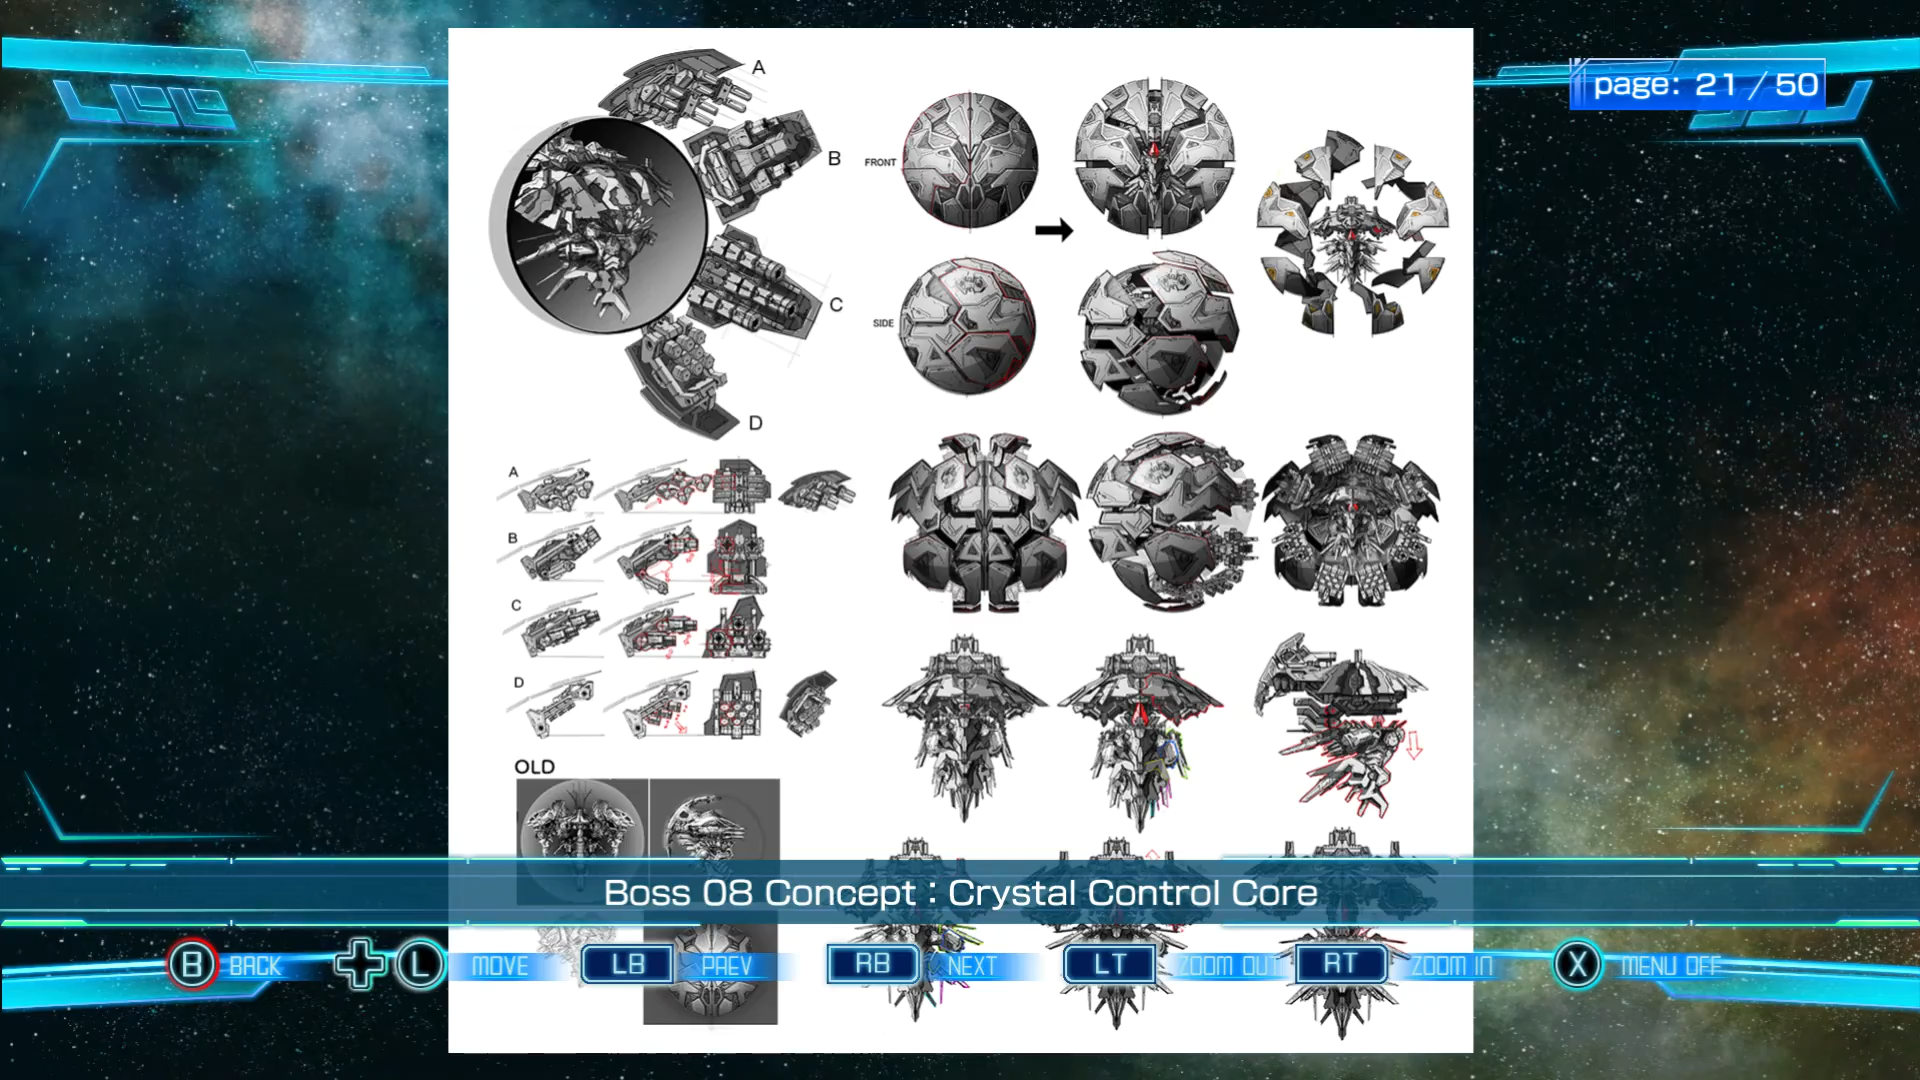 page: 21 / 50
A
B
C
D
FRONT
SIDE
A
B
C
D
OLD
Boss 08 Concept : Crystal Control Core
B BACK
L MOVE
LB PREV
RB NEXT
LT ZOOM OUT
RT ZOOM IN
X MENU OFF